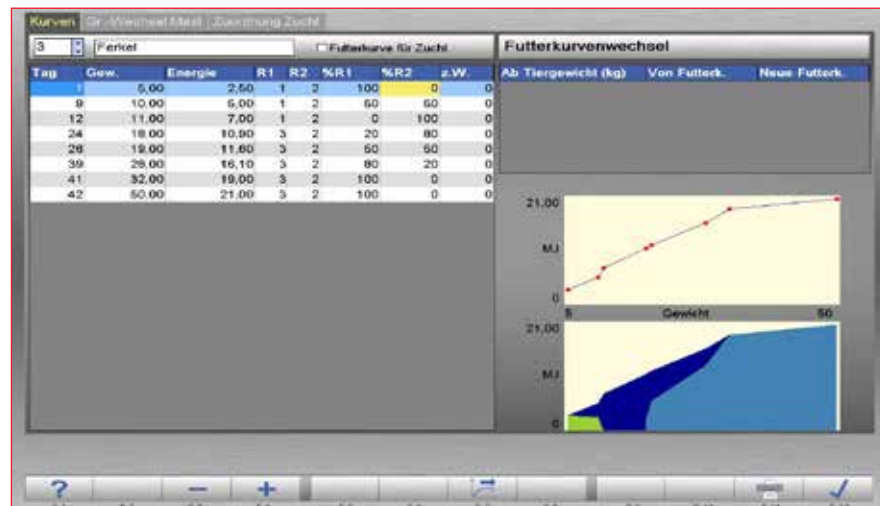 Kurven Gr.-Wechsel Mast Zuordnung Zucht
3 Ferkel Futterkurve für Zucht
Tag Gew. Energie R1 R2 %R1 %R2 z.W.
1 5,00 2,50 1 2 100 0 0
9 10,00 5,00 1 2 50 50 0
12 11,00 7,00 1 2 0 100 0
24 18,00 10,90 3 2 20 80 0
26 19,00 11,60 3 2 50 50 0
39 28,00 16,10 3 2 80 20 0
41 32,00 19,00 3 2 100 0 0
42 50,00 21,00 3 2 100 0 0
Futterkurvenwechsel
Ab Tiergewicht (kg) Von Futterk. Neue Futterk.
21,00
MJ
0
5 Gewicht 50
21,00
MJ
0
?